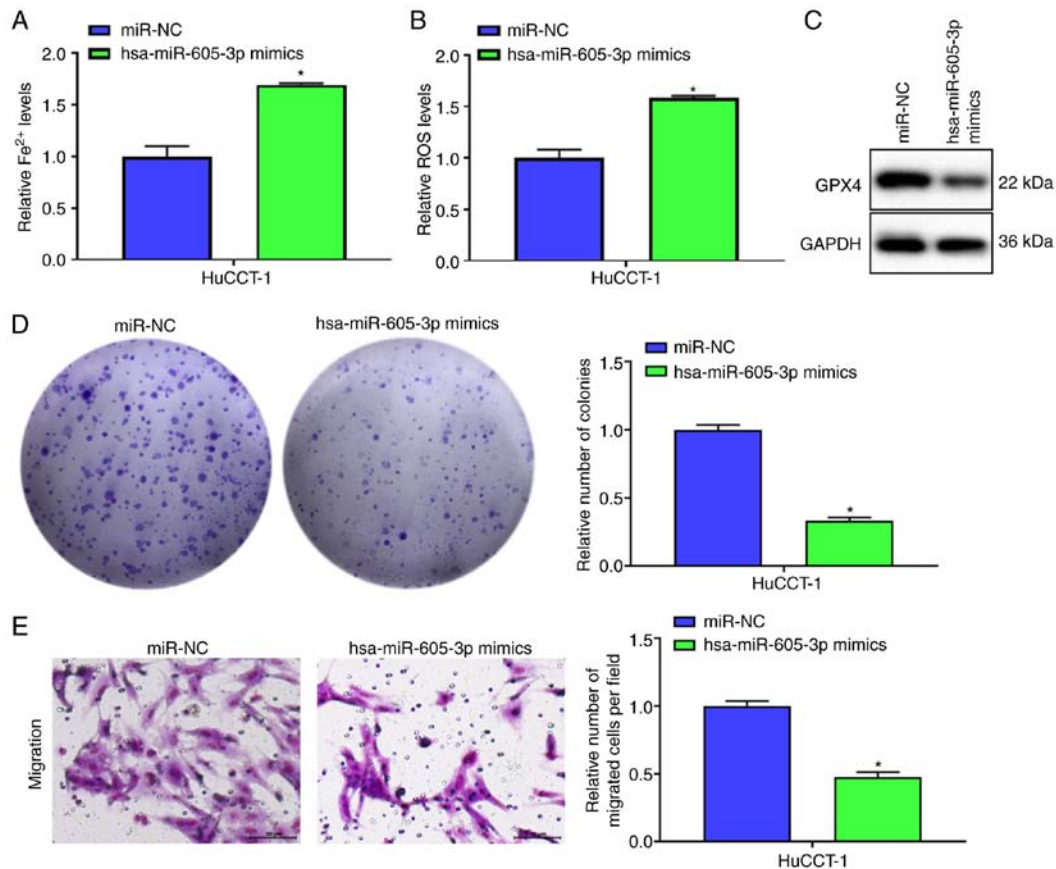 A
miR-NC
hsa-miR-605-3p mimics
Relative Fe²⁺ levels
2.0
1.5
1.0
0.5
0.0
*
HuCCT-1
B
miR-NC
hsa-miR-605-3p mimics
Relative ROS levels
2.0
1.5
1.0
0.5
0.0
*
HuCCT-1
C
miR-NC
hsa-miR-605-3p
mimics
GPX4
22 kDa
GAPDH
36 kDa
D
miR-NC
hsa-miR-605-3p mimics
miR-NC
hsa-miR-605-3p mimics
Relative number of colonies
1.5
1.0
0.5
0.0
*
HuCCT-1
E
miR-NC
hsa-miR-605-3p mimics
Migration
miR-NC
hsa-miR-605-3p mimics
Relative number of
migrated cells per field
1.5
1.0
0.5
0.0
*
HuCCT-1